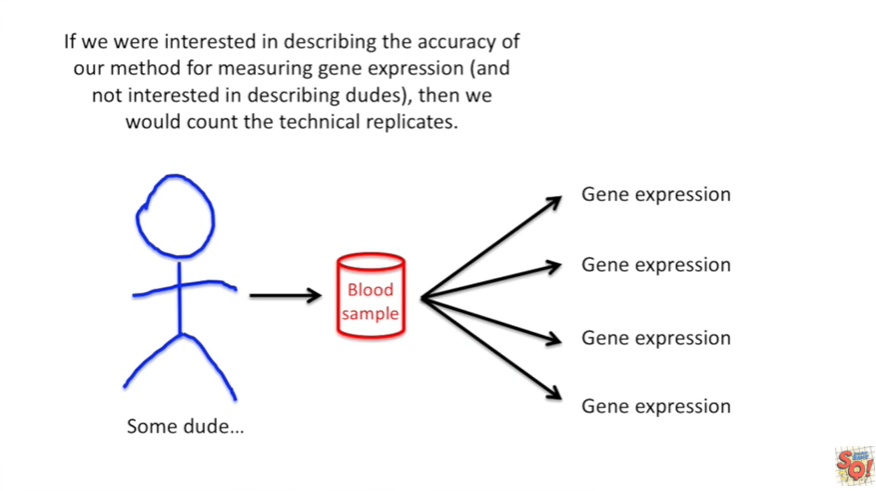 If we were interested in describing the accuracy of
our method for measuring gene expression (and
not interested in describing dudes), then we
would count the technical replicates.
Gene expression
Gene expression
Blood
sample
Gene expression
Gene expression
Some dude...
SQ!